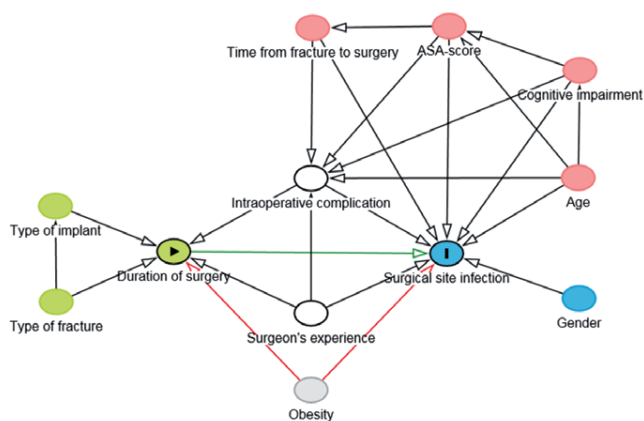 Time from fracture to surgery
ASA-score
Cognitive impairment
Intraoperative complication
Age
Type of implant
Duration of surgery
Surgical site infection
Type of fracture
Surgeon's experience
Gender
Obesity